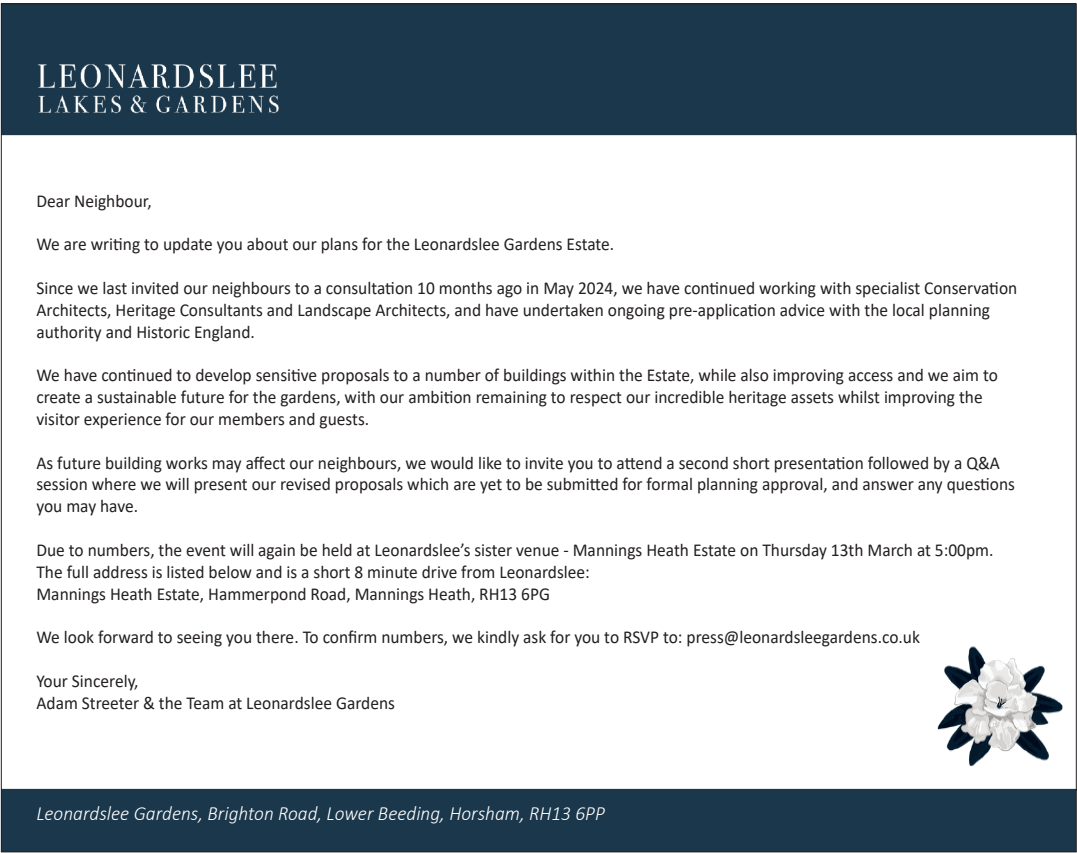 LEONARDSLEE
LAKES & GARDENS
Dear Neighbour,
We are writing to update you about our plans for the Leonardslee Gardens Estate.
Since we last invited our neighbours to a consultation 10 months ago in May 2024, we have continued working with specialist Conservation
Architects, Heritage Consultants and Landscape Architects, and have undertaken ongoing pre-application advice with the local planning
authority and Historic England.
We have continued to develop sensitive proposals to a number of buildings within the Estate, while also improving access and we aim to
create a sustainable future for the gardens, with our ambition remaining to respect our incredible heritage assets whilst improving the
visitor experience for our members and guests.
As future building works may affect our neighbours, we would like to invite you to attend a second short presentation followed by a Q&A
session where we will present our revised proposals which are yet to be submitted for formal planning approval, and answer any questions
you may have.
Due to numbers, the event will again be held at Leonardslee’s sister venue - Mannings Heath Estate on Thursday 13th March at 5:00pm.
The full address is listed below and is a short 8 minute drive from Leonardslee:
Mannings Heath Estate, Hammerpond Road, Mannings Heath, RH13 6PG
We look forward to seeing you there. To confirm numbers, we kindly ask for you to RSVP to: press@leonardsleegardens.co.uk
Your Sincerely,
Adam Streeter & the Team at Leonardslee Gardens
Leonardslee Gardens, Brighton Road, Lower Beeding, Horsham, RH13 6PP